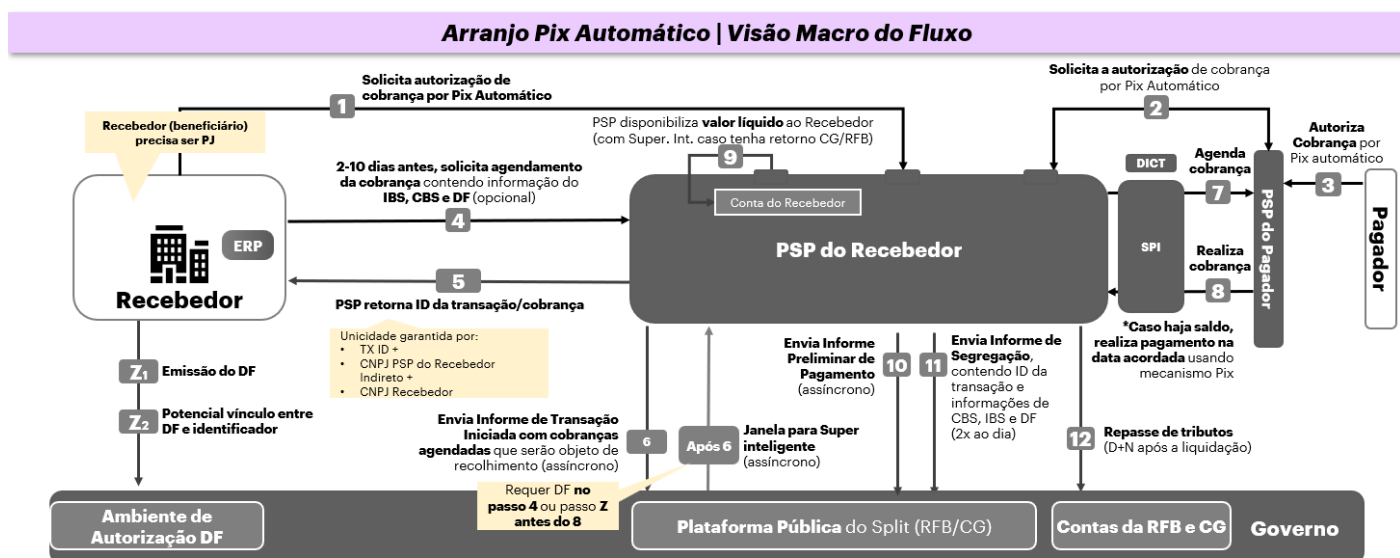 Arranjo Pix Automático | Visão Macro do Fluxo
Solicita autorização de
cobrança por Pix Automático
1
Recebedor (beneficiário)
precisa ser PJ
PSP disponibiliza valor líquido ao Recebedor
(com Super. Int. caso tenha retorno CG/RFB)
9
Solicita a autorização de cobrança
por Pix Automático
2
Autoriza
Cobrança por
Pix automático
3
2-10 dias antes, solicita agendamento
da cobrança contendo informação do
IBS, CBS e DF (opcional)
4
ERP
Recebedor
5
PSP retorna ID da transação/cobrança
Unicidade garantida por:
• TX ID +
• CNPJ PSP do Recebedor
Indireto +
• CNPJ Recebedor
Conta do Recebedor
PSP do Recebedor
DICT
SPI
Agenda
cobrança
7
Realiza
cobrança
8
PSP do Pagador
Pagador
*Caso haja saldo,
realiza pagamento na
data acordada usando
mecanismo Pix
Z1
Emissão do DF
Z2
Potencial vínculo entre
DF e identificador
Envia Informe de Transação
Iniciada com cobranças
agendadas que serão objeto de
recolhimento (assíncrono)
6
Após 6
Janela para Super
inteligente
(assíncrono)
Requer DF no
passo 4 ou passo Z
antes do 8
Envia Informe
Preliminar de
Pagamento
(assíncrono)
10
11
Envia Informe de
Segregação,
contendo ID da
transação e
informações de
CBS, IBS e DF
(2x ao dia)
12
Repasse de tributos
(D+N após a liquidação)
Ambiente de
Autorização DF
Plataforma Pública do Split (RFB/CG)
Contas da RFB e CG
Governo